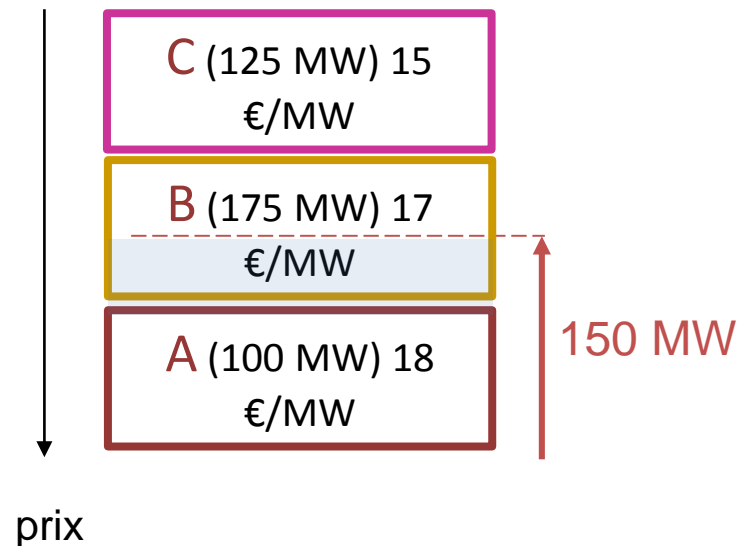 C (125 MW) 15
€/MW
B (175 MW) 17
€/MW
A (100 MW) 18
€/MW
150 MW
prix